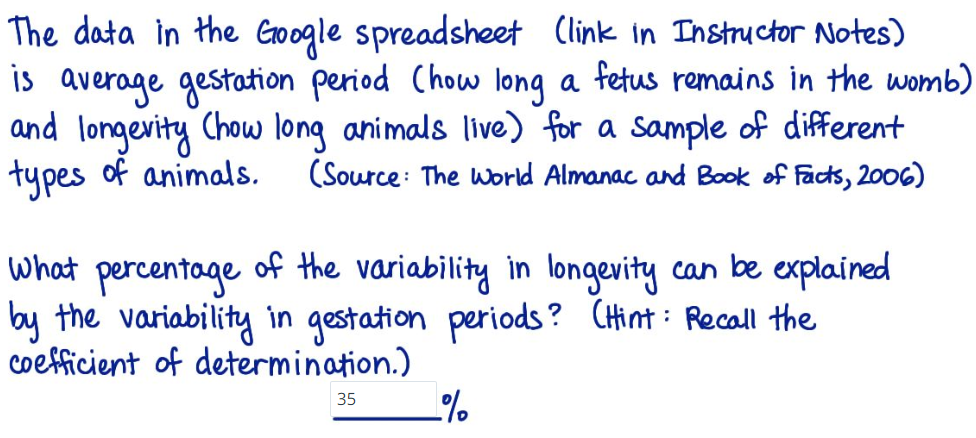 The data in the Google spreadsheet (link in Instructor Notes)
is average gestation period (how long a fetus remains in the womb)
and longevity (how long animals live) for a sample of different
types of animals. (Source: The World Almanac and Book of Facts, 2006)
What percentage of the variability in longevity can be explained
by the variability in gestation periods? (Hint: Recall the
coefficient of determination.)
35 %